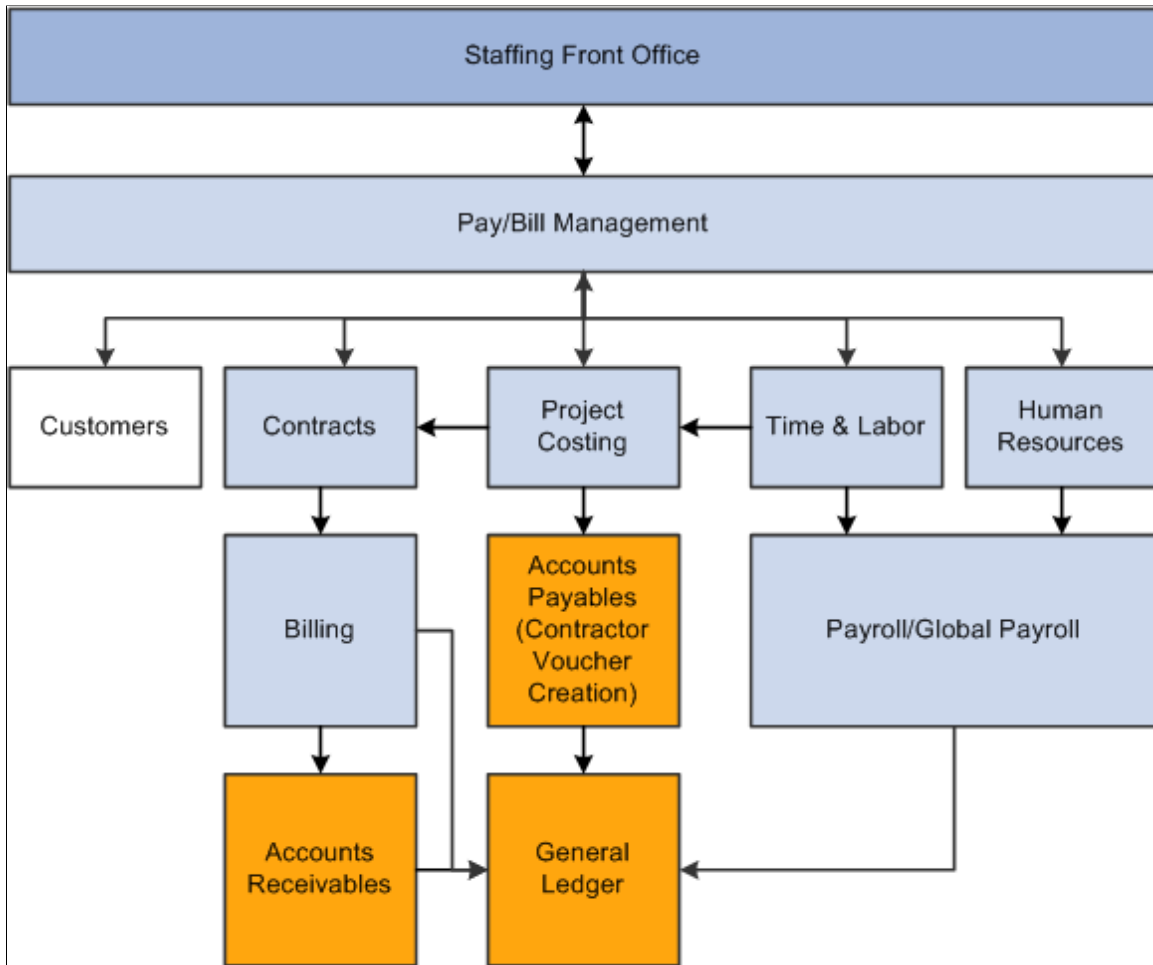 Staffing Front Office
Pay/Bill Management
Customers
Contracts
Project
Costing
Time & Labor
Human
Resources
Billing
Accounts
Payables
(Contractor
Voucher
Creation)
Payroll/Global Payroll
Accounts
Receivables
General
Ledger